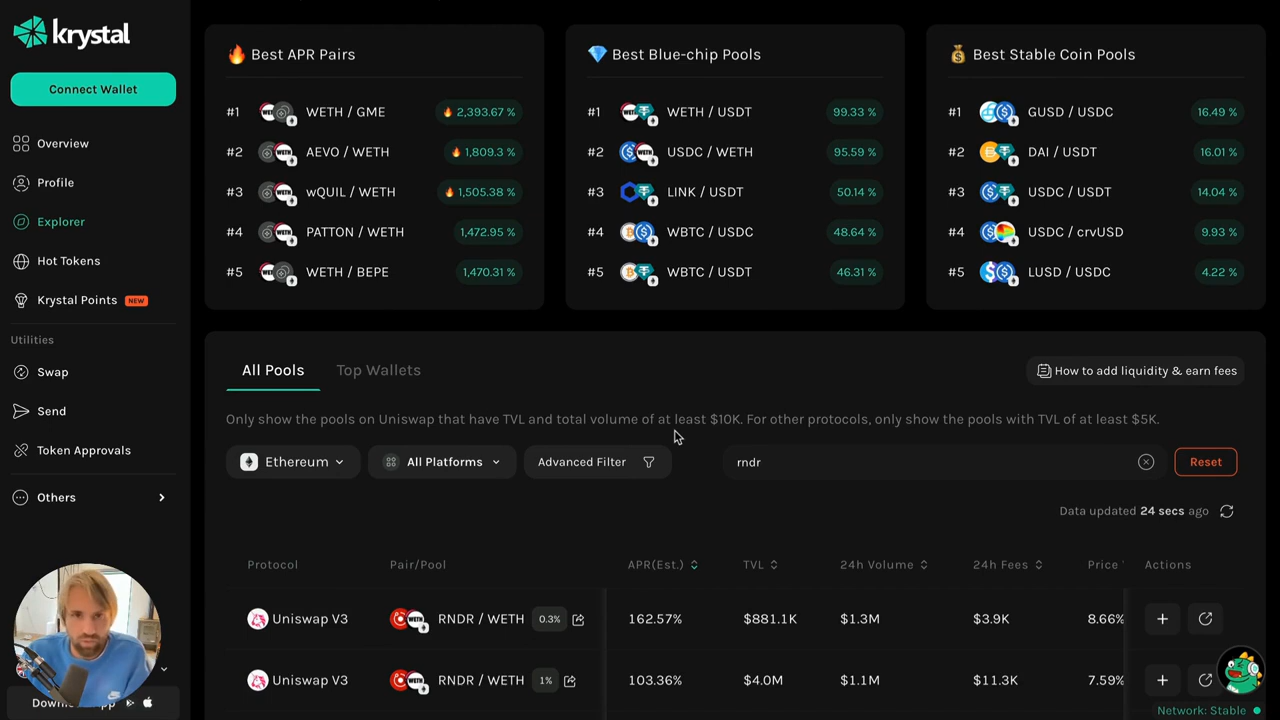 krystal
Connect Wallet
Overview
Profile
Explorer
Hot Tokens
Krystal Points NEW
Utilities
Swap
Send
Token Approvals
Others
🔥 Best APR Pairs
#1 WETH / GME 🔥 2,393.67 %
#2 AEVO / WETH 🔥 1,809.3 %
#3 wQUIL / WETH 🔥 1,505.38 %
#4 PATTON / WETH 1,472.95 %
#5 WETH / BEPE 1,470.31 %
💎 Best Blue-chip Pools
#1 WETH / USDT 99.33 %
#2 USDC / WETH 95.59 %
#3 LINK / USDT 50.14 %
#4 WBTC / USDC 48.64 %
#5 WBTC / USDT 46.31 %
💰 Best Stable Coin Pools
#1 GUSD / USDC 16.49 %
#2 DAI / USDT 16.01 %
#3 USDC / USDT 14.04 %
#4 USDC / crvUSD 9.93 %
#5 LUSD / USDC 4.22 %
All Pools Top Wallets How to add liquidity & earn fees
Only show the pools on Uniswap that have TVL and total volume of at least $10K. For other protocols, only show the pools with TVL of at least $5K.
Ethereum All Platforms Advanced Filter rndr Reset
Data updated 24 secs ago
Protocol Pair/Pool APR(Est.) TVL 24h Volume 24h Fees Price Actions
Uniswap V3 RNDR / WETH 0.3% 162.57% $881.1K $1.3M $3.9K 8.66%
Uniswap V3 RNDR / WETH 1% 103.36% $4.0M $1.1M $11.3K 7.59%
Network: Stable